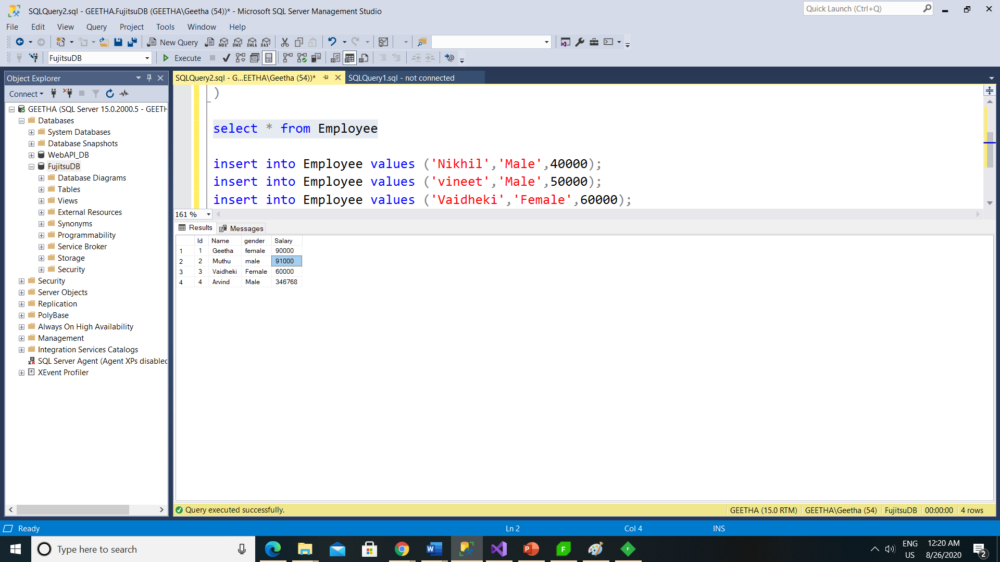 SQLQuery2.sql - GEETHA.FujitsuDB (GEETHA\Geetha (54))* - Microsoft SQL Server Management Studio
Quick Launch (Ctrl+Q)
File Edit View Query Project Tools Window Help
New Query
MDX DMX XMLA DAX
FujitsuDB
Execute
Object Explorer
SQLQuery2.sql - G...EETHA\Geetha (54))*
SQLQuery1.sql - not connected
Connect
GEETHA (SQL Server 15.0.2000.5 - GEETH
Databases
System Databases
Database Snapshots
WebAPI_DB
FujitsuDB
Database Diagrams
Tables
Views
External Resources
Synonyms
Programmability
Service Broker
Storage
Security
Security
Server Objects
Replication
PolyBase
Always On High Availability
Management
Integration Services Catalogs
SQL Server Agent (Agent XPs disabled
XEvent Profiler
)
select * from Employee
insert into Employee values ('Nikhil','Male',40000);
insert into Employee values ('vineet','Male',50000);
insert into Employee values ('Vaidheki','Female',60000);
161 %
Results Messages
Id Name gender Salary
1 1 Geetha female 90000
2 2 Muthu male 91000
3 3 Vaidheki Female 60000
4 4 Arvind Male 346768
Query executed successfully.
GEETHA (15.0 RTM) GEETHA\Geetha (54) FujitsuDB 00:00:00 4 rows
Ready
Ln 2
Col 4
INS
Type here to search
ENG
US
12:20 AM
8/26/2020
2